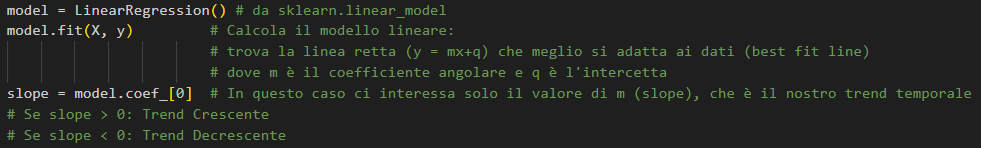 model = LinearRegression() # da sklearn.linear_model
model.fit(X, y) # Calcola il modello lineare:
# trova la linea retta (y = mx+q) che meglio si adatta ai dati (best fit line)
# dove m è il coefficiente angolare e q è l'intercetta
slope = model.coef_[0] # In questo caso ci interessa solo il valore di m (slope), che è il nostro trend temporale
# Se slope > 0: Trend Crescente
# Se slope < 0: Trend Decrescente